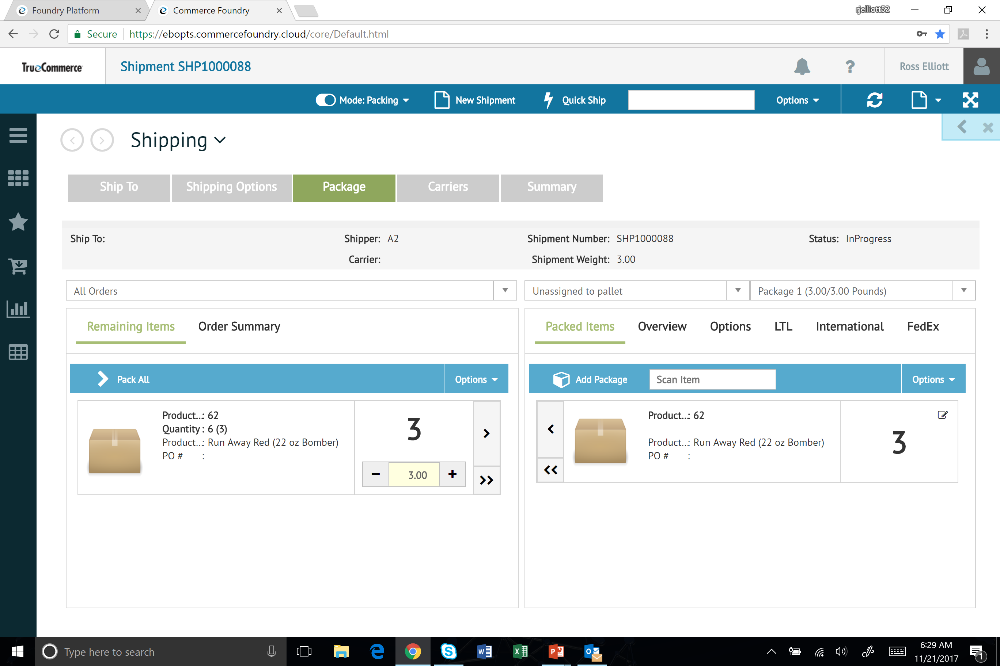 Foundry Platform
Commerce Foundry
rjelliott52
Secure
https://ebopts.commercefoundry.cloud/core/Default.html
TrueCommerce
Shipment SHP1000088
?
Ross Elliott
Mode: Packing
New Shipment
Quick Ship
Options
Shipping
Ship To
Shipping Options
Package
Carriers
Summary
Ship To:
Shipper: A2
Shipment Number: SHP1000088
Status: InProgress
Carrier:
Shipment Weight: 3.00
All Orders
Unassigned to pallet
Package 1 (3.00/3.00 Pounds)
Remaining Items
Order Summary
Packed Items
Overview
Options
LTL
International
FedEx
Pack All
Options
Add Package
Scan Item
Options
Product...: 62
Quantity : 6 (3)
Product...: Run Away Red (22 oz Bomber)
PO # :
3
3.00
Product...: 62
Product...: Run Away Red (22 oz Bomber)
PO # :
3
Type here to search
6:29 AM
11/21/2017
1